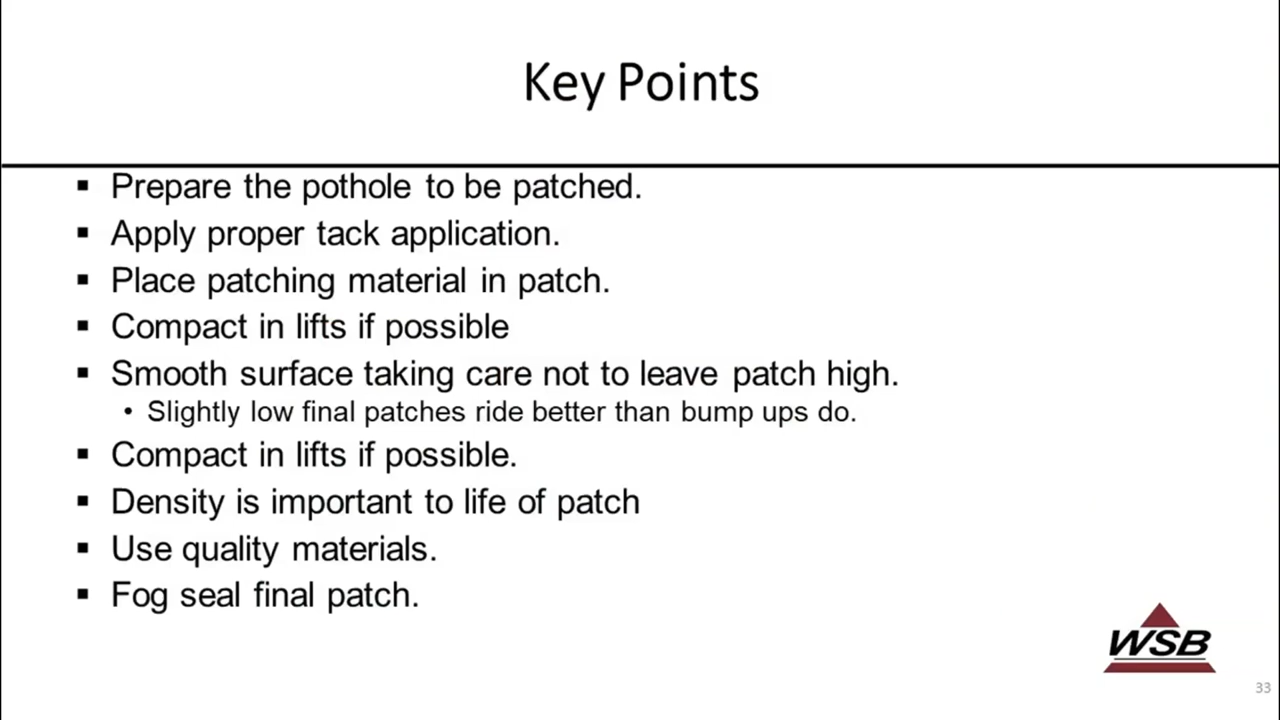 Key Points
▪ Prepare the pothole to be patched.
▪ Apply proper tack application.
▪ Place patching material in patch.
▪ Compact in lifts if possible
▪ Smooth surface taking care not to leave patch high.
• Slightly low final patches ride better than bump ups do.
▪ Compact in lifts if possible.
▪ Density is important to life of patch
▪ Use quality materials.
▪ Fog seal final patch.
WSB
33